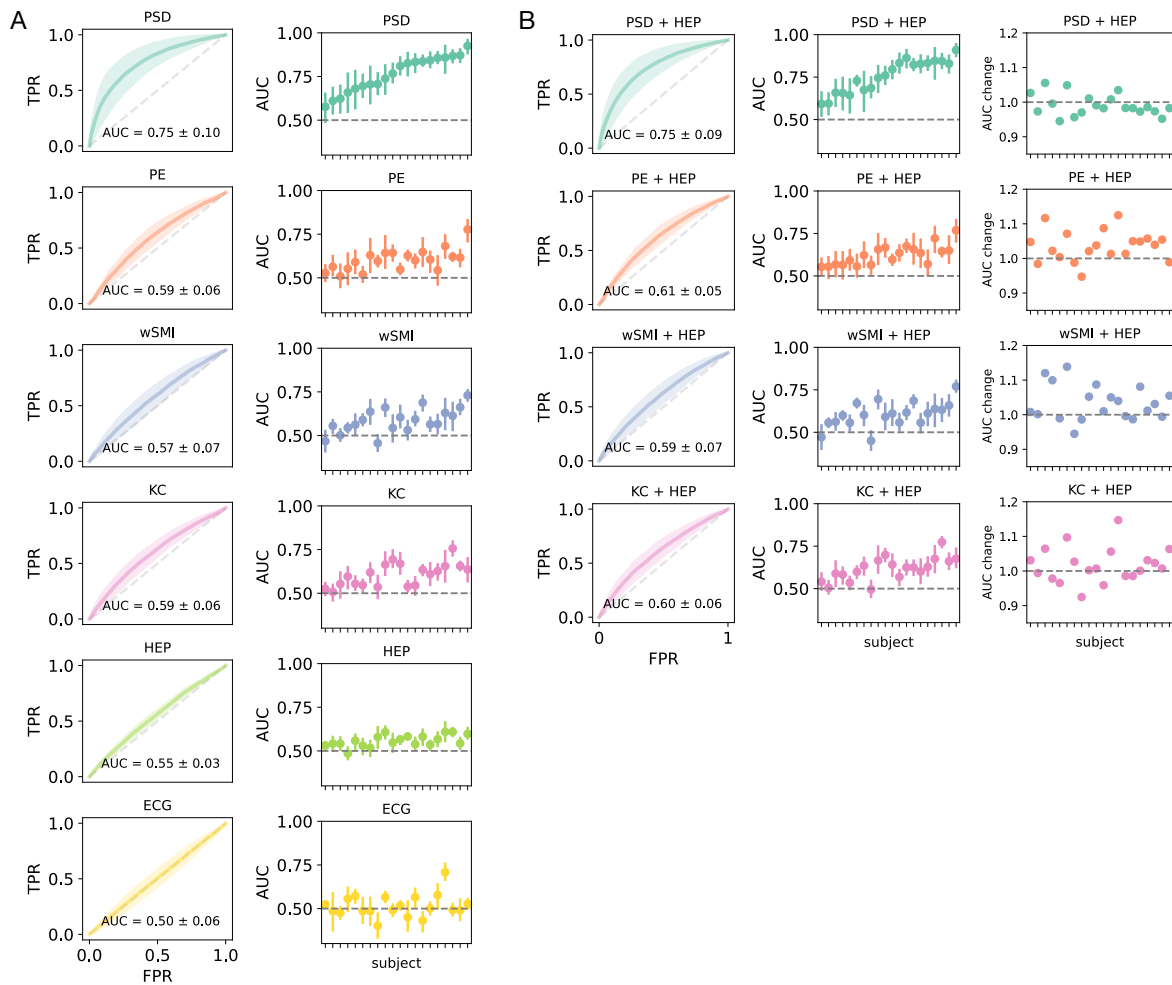 A
PSD
1.0
0.5
0.0
TPR
AUC = 0.75 ± 0.10
PSD
1.00
0.75
0.50
AUC
PE
1.0
0.5
0.0
TPR
AUC = 0.59 ± 0.06
PE
1.00
0.75
0.50
AUC
wSMI
1.0
0.5
0.0
TPR
AUC = 0.57 ± 0.07
wSMI
1.00
0.75
0.50
AUC
KC
1.0
0.5
0.0
TPR
AUC = 0.59 ± 0.06
KC
1.00
0.75
0.50
AUC
HEP
1.0
0.5
0.0
TPR
AUC = 0.55 ± 0.03
HEP
1.00
0.75
0.50
AUC
ECG
1.0
0.5
0.0
TPR
AUC = 0.50 ± 0.06
0.0 0.5 1.0
FPR
ECG
1.00
0.75
0.50
AUC
subject
B
PSD + HEP
1.0
0.5
0.0
TPR
AUC = 0.75 ± 0.09
PSD + HEP
1.00
0.75
0.50
AUC
PSD + HEP
1.2
1.1
1.0
0.9
AUC change
PE + HEP
1.0
0.5
0.0
TPR
AUC = 0.61 ± 0.05
PE + HEP
1.00
0.75
0.50
AUC
PE + HEP
1.2
1.1
1.0
0.9
AUC change
wSMI + HEP
1.0
0.5
0.0
TPR
AUC = 0.59 ± 0.07
wSMI + HEP
1.00
0.75
0.50
AUC
wSMI + HEP
1.2
1.1
1.0
0.9
AUC change
KC + HEP
1.0
0.5
0.0
TPR
AUC = 0.60 ± 0.06
0 1
FPR
KC + HEP
1.00
0.75
0.50
AUC
subject
KC + HEP
1.2
1.1
1.0
0.9
AUC change
subject